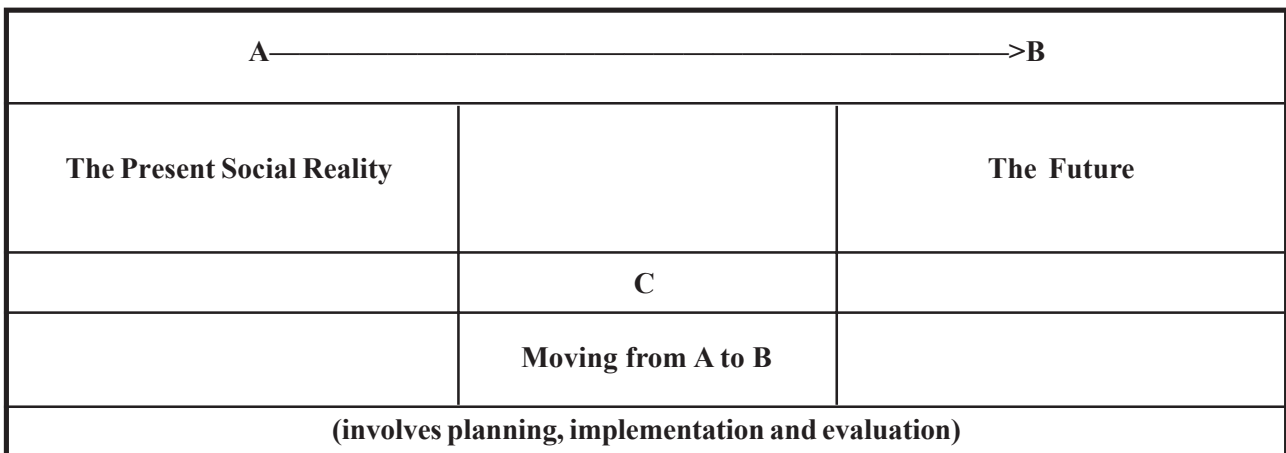 A————————————————————————>B
The Present Social Reality The Future
C
Moving from A to B
(involves planning, implementation and evaluation)